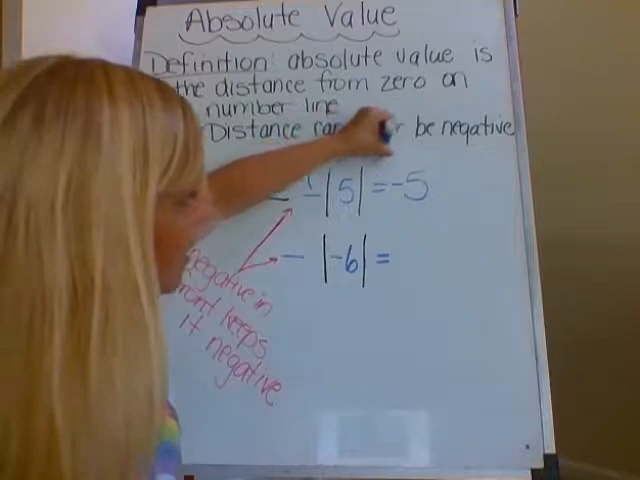 Absolute Value
Definition: absolute value is
the distance from zero on
number line
Distance can be negative
- |5| = -5
- |-6| =
negative in
front keeps
it negative